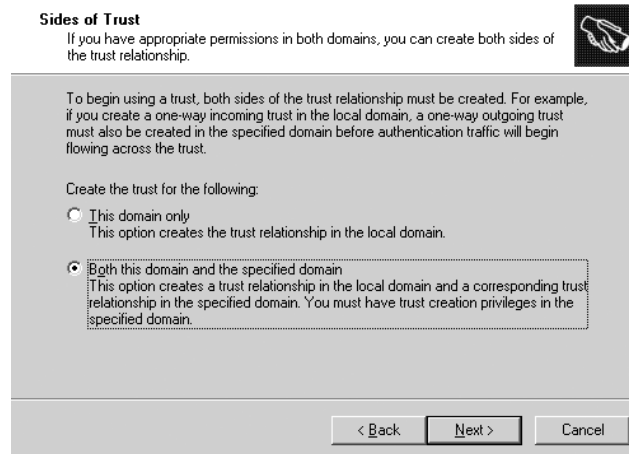 Sides of Trust
If you have appropriate permissions in both domains, you can create both sides of
the trust relationship.
To begin using a trust, both sides of the trust relationship must be created. For example,
if you create a one-way incoming trust in the local domain, a one-way outgoing trust
must also be created in the specified domain before authentication traffic will begin
flowing across the trust.
Create the trust for the following:
This domain only
This option creates the trust relationship in the local domain.
Both this domain and the specified domain
This option creates a trust relationship in the local domain and a corresponding trust
relationship in the specified domain. You must have trust creation privileges in the
specified domain.
< Back Next > Cancel